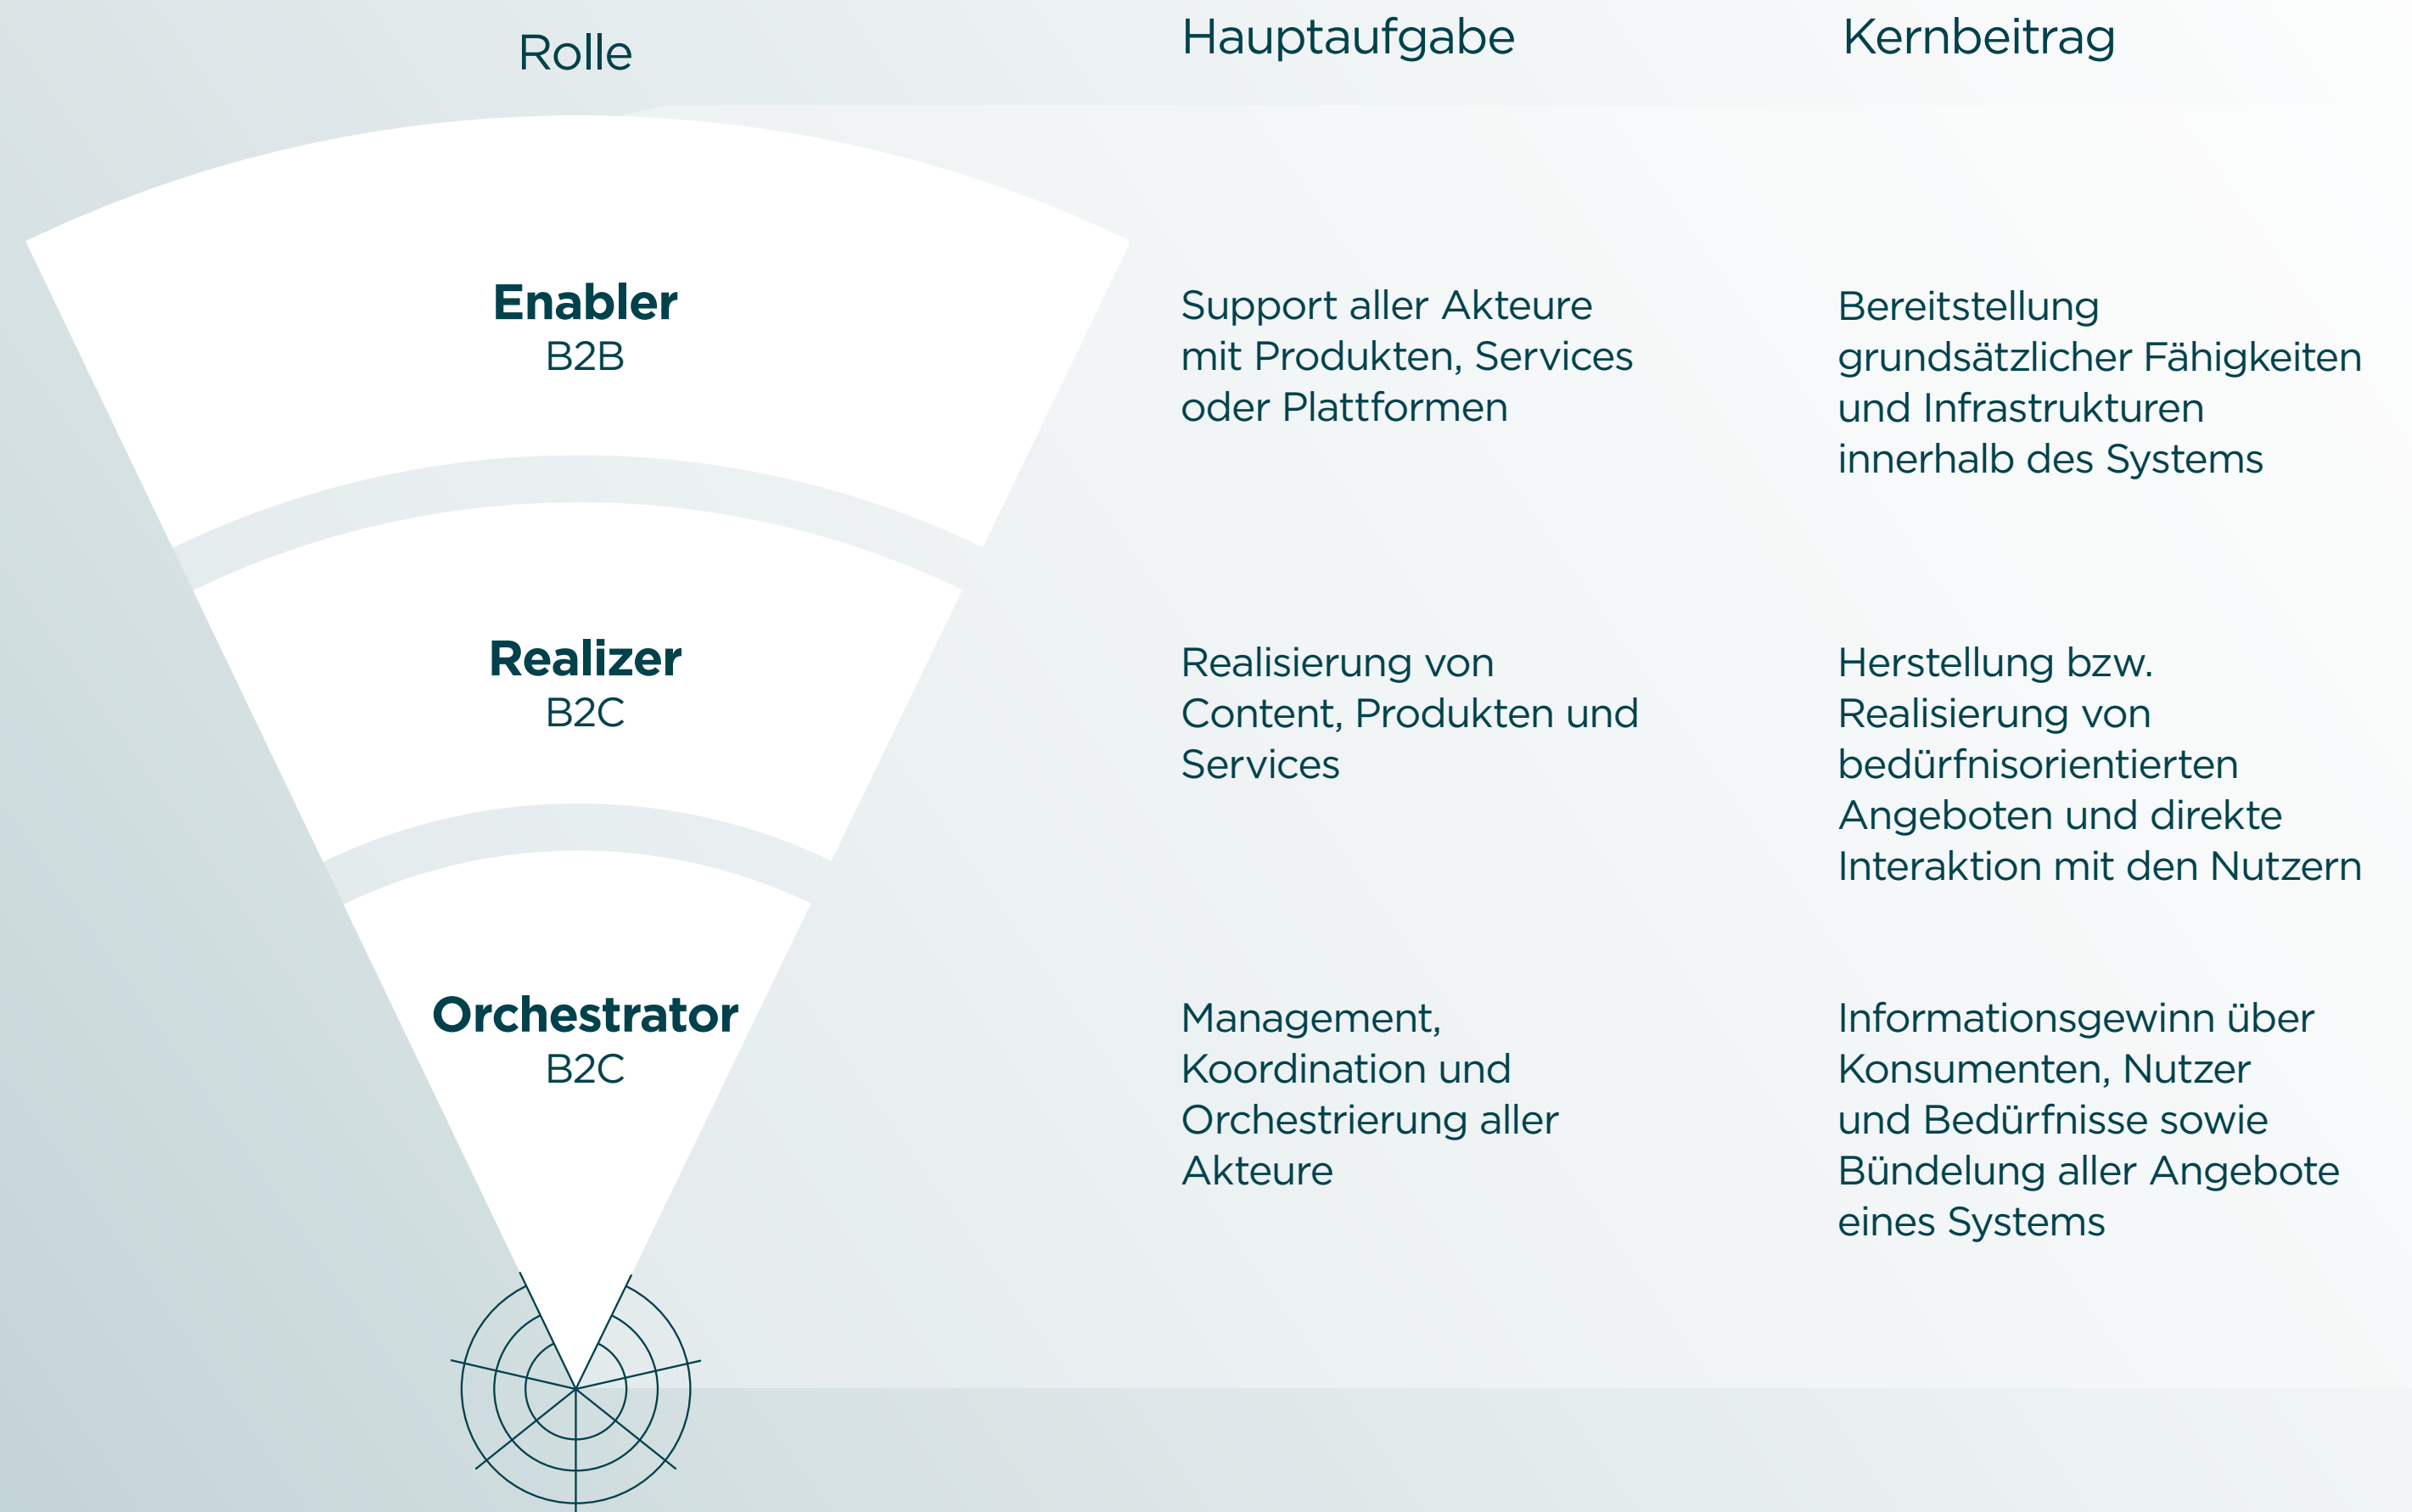 Rolle
Hauptaufgabe
Kernbeitrag
Enabler
B2B
Support aller Akteure
mit Produkten, Services
oder Plattformen
Bereitstellung
grundsätzlicher Fähigkeiten
und Infrastrukturen
innerhalb des Systems
Realizer
B2C
Realisierung von
Content, Produkten und
Services
Herstellung bzw.
Realisierung von
bedürfnisorientierten
Angeboten und direkte
Interaktion mit den Nutzern
Orchestrator
B2C
Management,
Koordination und
Orchestrierung aller
Akteure
Informationsgewinn über
Konsumenten, Nutzer
und Bedürfnisse sowie
Bündelung aller Angebote
eines Systems